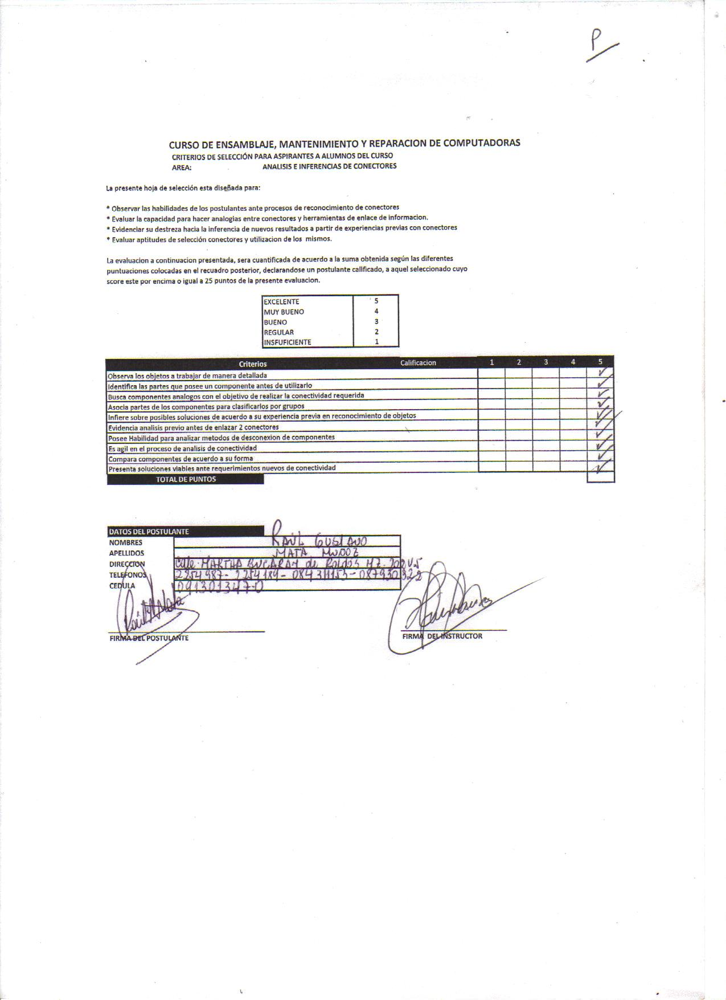 P
CURSO DE ENSAMBLAJE, MANTENIMIENTO Y REPARACION DE COMPUTADORAS
CRITERIOS DE SELECCIÓN PARA ASPIRANTES A ALUMNOS DEL CURSO
AREA: ANALISIS E INFERENCIAS DE CONECTORES
La presente hoja de selección esta diseñada para:
* Observar las habilidades de los postulantes ante procesos de reconocimiento de conectores
* Evaluar la capacidad para hacer analogias entre conectores y herramientas de enlace de informacion.
* Evidenciar su destreza hacia la inferencia de nuevos resultados a partir de experiencias previas con conectores
* Evaluar aptitudes de selección conectores y utilizacion de los mismos.
La evaluacion a continuacion presentada, sera cuantificada de acuerdo a la suma obtenida según las diferentes
puntuaciones colocadas en el recuadro posterior, declarandose un postulante calificado, a aquel seleccionado cuyo
score este por encima o igual a 25 puntos de la presente evaluacion.
EXCELENTE 5
MUY BUENO 4
BUENO 3
REGULAR 2
INSFUFICIENTE 1
Criterios Calificacion 1 2 3 4 5
Observa los objetos a trabajar de manera detallada ✓
Identifica las partes que posee un componente antes de utilizarlo ✓
Busca componentes analogos con el objetivo de realizar la conectividad requerida ✓
Asocia partes de los componentes para clasificarlos por grupos ✓
Infiere sobre posibles soluciones de acuerdo a su experiencia previa en reconocimiento de objetos ✓
Evidencia analisis previo antes de enlazar 2 conectores ✓
Posee Habilidad para analizar metodos de desconexion de componentes ✓
Es agil en el proceso de analisis de conectividad ✓
Compara componentes de acuerdo a su forma ✓
Presenta soluciones viables ante requerimientos nuevos de conectividad ✓
TOTAL DE PUNTOS
DATOS DEL POSTULANTE
NOMBRES RAÚL GUSTAVO
APELLIDOS MATA MUÑOZ
DIRECCION Calle MARTHA BUCARAM de ROLDOS MZ. 202 V.5
TELEFONOS 2254987- 2254189- 084311153- 087930322
CEDULA 091301347-0
FIRMA DEL POSTULANTE FIRMA DEL INSTRUCTOR